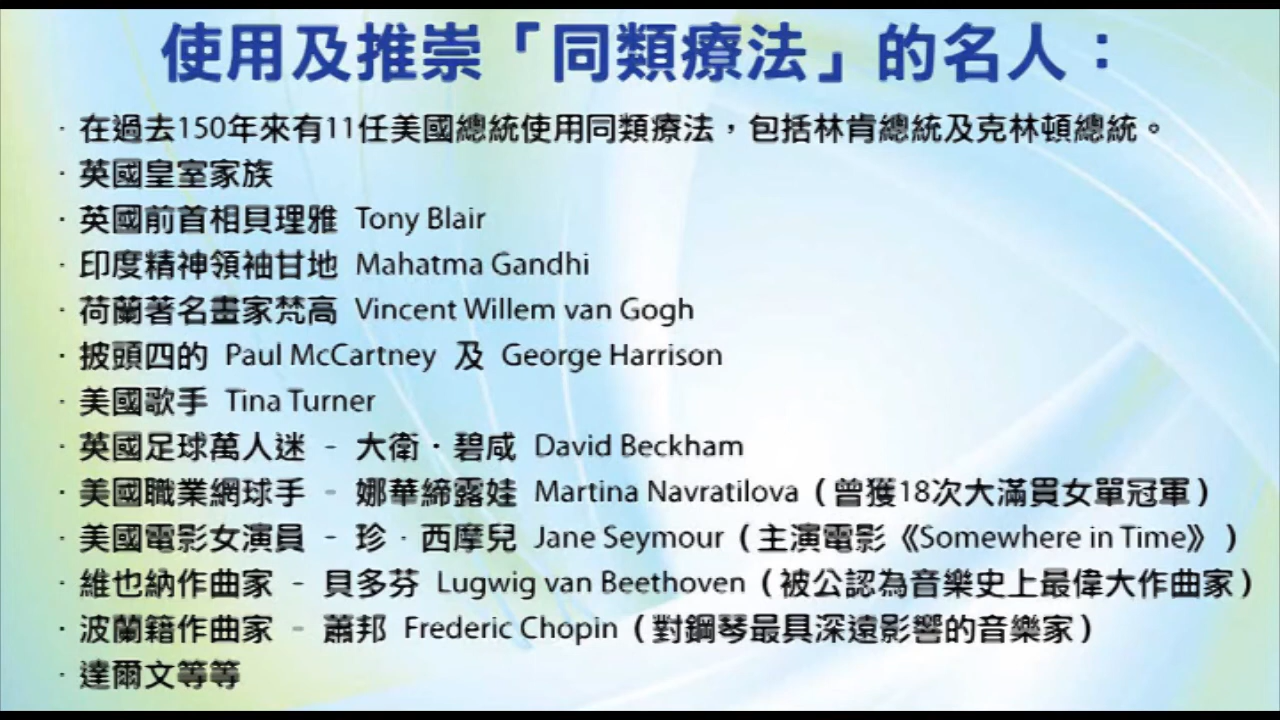 使用及推崇「同類療法」的名人：
· 在過去150年來有11任美國總統使用同類療法，包括林肯總統及克林頓總統。
· 英國皇室家族
· 英國前首相貝理雅 Tony Blair
· 印度精神領袖甘地 Mahatma Gandhi
· 荷蘭著名畫家梵高 Vincent Willem van Gogh
· 披頭四的 Paul McCartney 及 George Harrison
· 美國歌手 Tina Turner
· 英國足球萬人迷 - 大衛·碧咸 David Beckham
· 美國職業網球手 - 娜華締露娃 Martina Navratilova（曾獲18次大滿貫女單冠軍）
· 美國電影女演員 - 珍·西摩兒 Jane Seymour（主演電影《Somewhere in Time》）
· 維也納作曲家 - 貝多芬 Lugwig van Beethoven（被公認為音樂史上最偉大作曲家）
· 波蘭籍作曲家 - 蕭邦 Frederic Chopin（對鋼琴最具深遠影響的音樂家）
· 達爾文等等